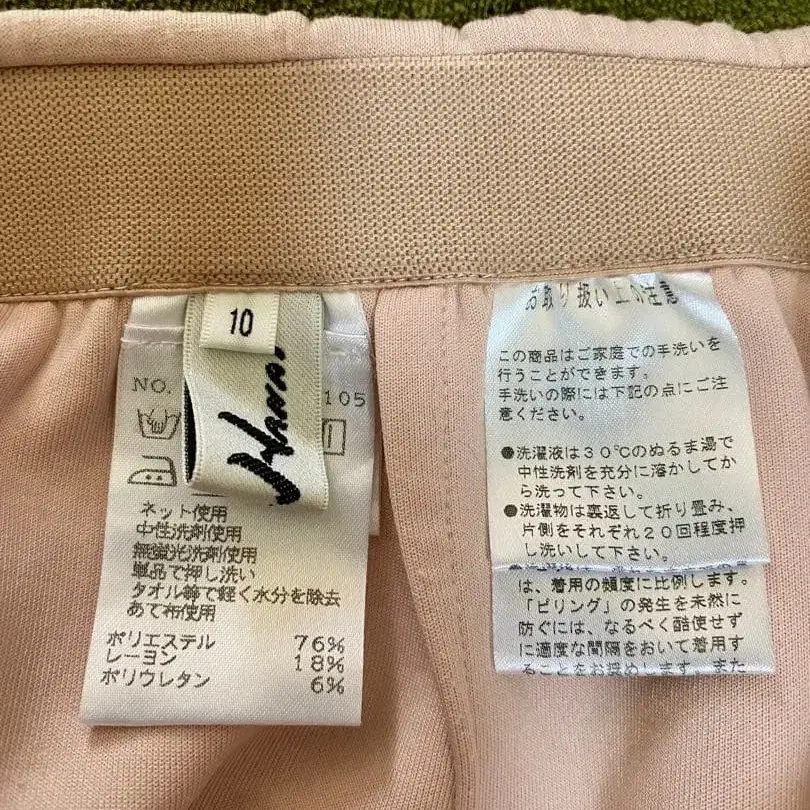 10
NO.
105
ネット使用
中性洗剤使用
無蛍光洗剤使用
単品で押し洗い
タオル等で軽く水分を除去
あて布使用
ポリエステル 76%
レーヨン 18%
ポリウレタン 6%
お取り扱い上の注意
この商品はご家庭での手洗いを
行うことができます。
手洗いの際には下記の点にご注
意ください。
●洗濯液は30℃のぬるま湯で
中性洗剤を充分に溶かしてか
ら洗って下さい。
●洗濯物は裏返して折り畳み、
片側をそれぞれ20回程度押
し洗いして下さい。
は、着用の頻度に比例します。
「ピリング」の発生を未然に
防ぐには、なるべく酷使せず
に適度な間隔をおいて着用す
ることをお奨めします。また